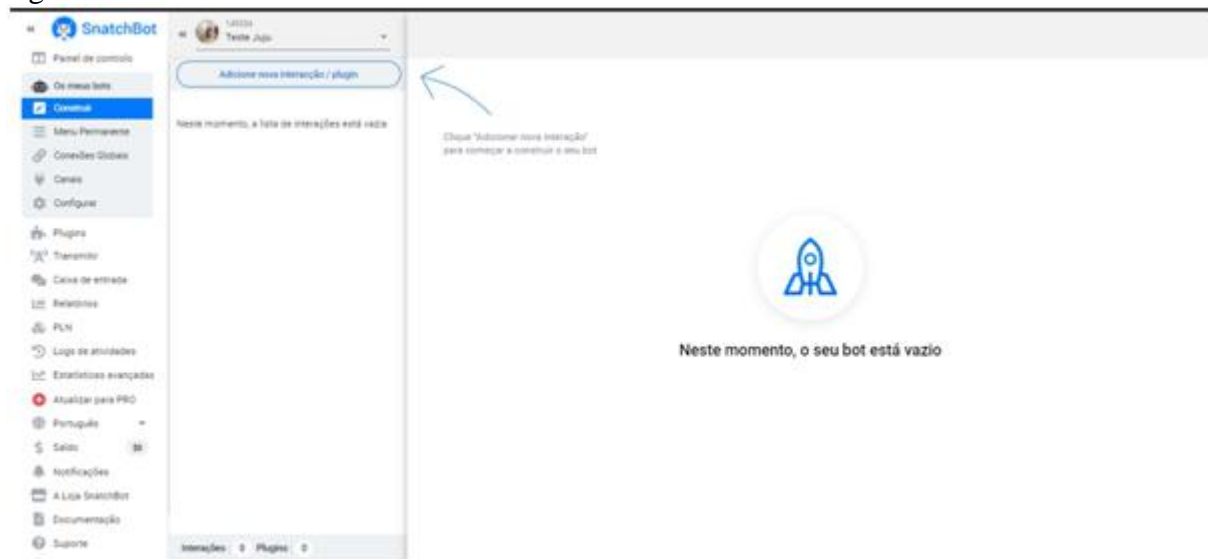 SnatchBot
Painel de controlo
Os meus bots
Construir
Menu Permanente
Conexões Globais
Canais
Configurar
Plugins
Transmitir
Caixa de entrada
Relatórios
PLN
Logs de atividades
Estatísticas avançadas
Atualizar para PRO
Português
Saldo
Notificações
A Loja SnatchBot
Documentação
Suporte
Teste Juju
Adicione nova interacção / plugin
Neste momento, a lista de interações está vazia
Interações 0 Plugins 0
Clique "Adicionar nova interação"
para começar a construir o seu bot
Neste momento, o seu bot está vazio